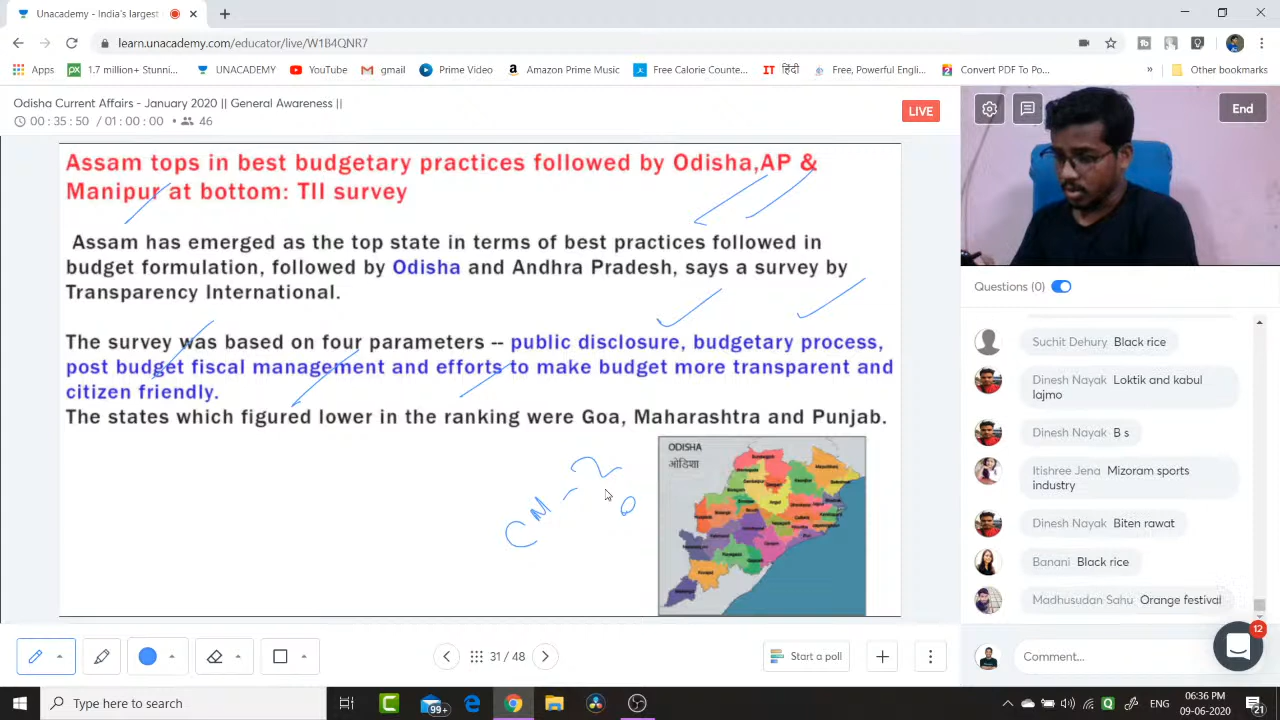 Unacademy - India's largest
learn.unacademy.com/educator/live/W1B4QNR7
Apps 1.7 million+ Stunni... UNACADEMY YouTube gmail Prime Video Amazon Prime Music Free Calorie Counte... IT हिंदी Free, Powerful Engli... Convert PDF To Po... » Other bookmarks
Odisha Current Affairs - January 2020 || General Awareness ||
00 : 35 : 50 / 01 : 00 : 00 • 46
LIVE
End
Assam tops in best budgetary practices followed by Odisha,AP &
Manipur at bottom: TII survey
Assam has emerged as the top state in terms of best practices followed in
budget formulation, followed by Odisha and Andhra Pradesh, says a survey by
Transparency International.
The survey was based on four parameters -- public disclosure, budgetary process,
post budget fiscal management and efforts to make budget more transparent and
citizen friendly.
The states which figured lower in the ranking were Goa, Maharashtra and Punjab.
ODISHA
ओडिशा
CM - 2
Questions (0)
Suchit Dehury Black rice
Dinesh Nayak Loktik and kabul
lajmo
Dinesh Nayak B s
Itishree Jena Mizoram sports
industry
Dinesh Nayak Biten rawat
Banani Black rice
Madhusudan Sahu Orange festival
31 / 48
Start a poll
Comment...
12
Type here to search
99+
ENG
06:36 PM
09-06-2020
21